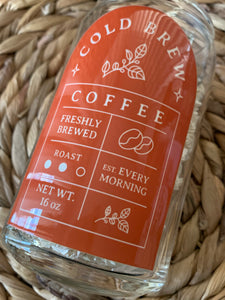 COLD BREW
COFFEE
FRESHLY
BREWED
ROAST
EST. EVERY
MORNING
NET WT.
16 oz